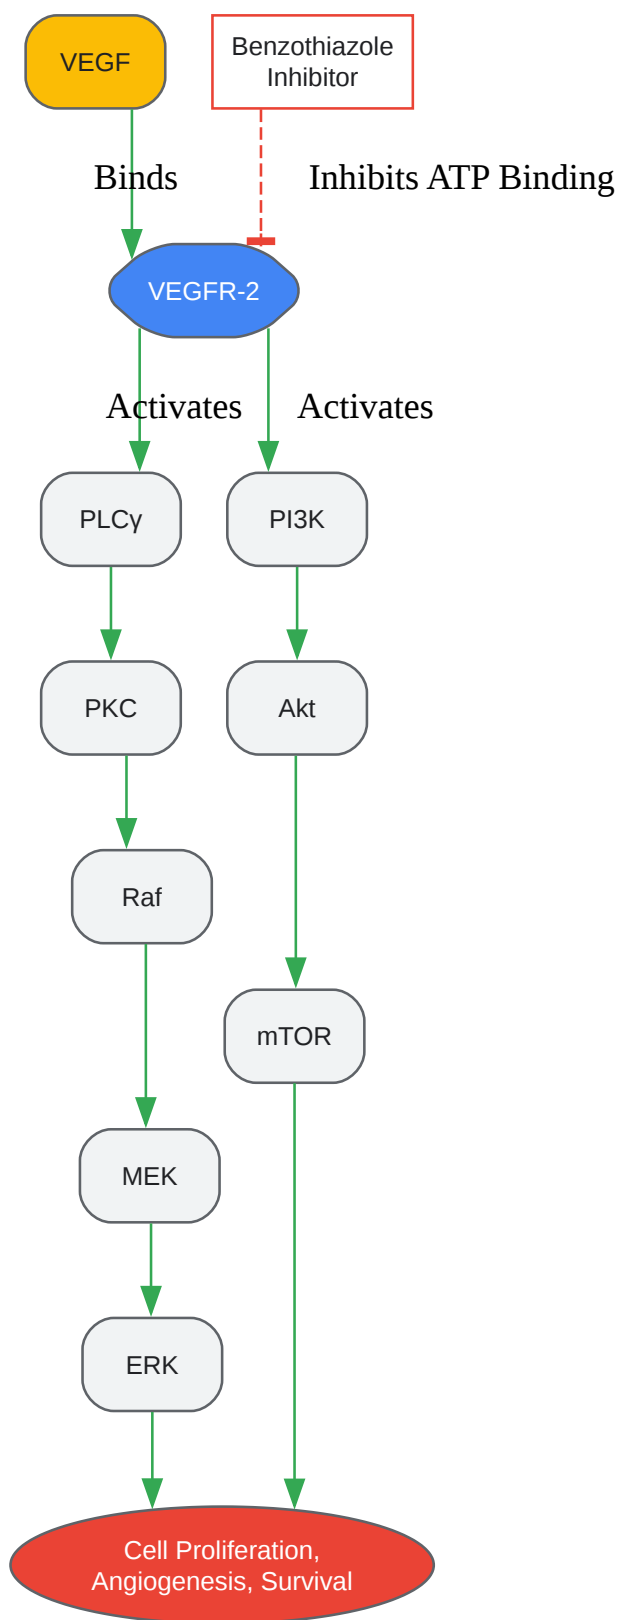 VEGF
Benzothiazole
Inhibitor
Binds
Inhibits ATP Binding
VEGFR-2
Activates
Activates
PLCγ
PI3K
PKC
Akt
Raf
mTOR
MEK
ERK
Cell Proliferation,
Angiogenesis, Survival